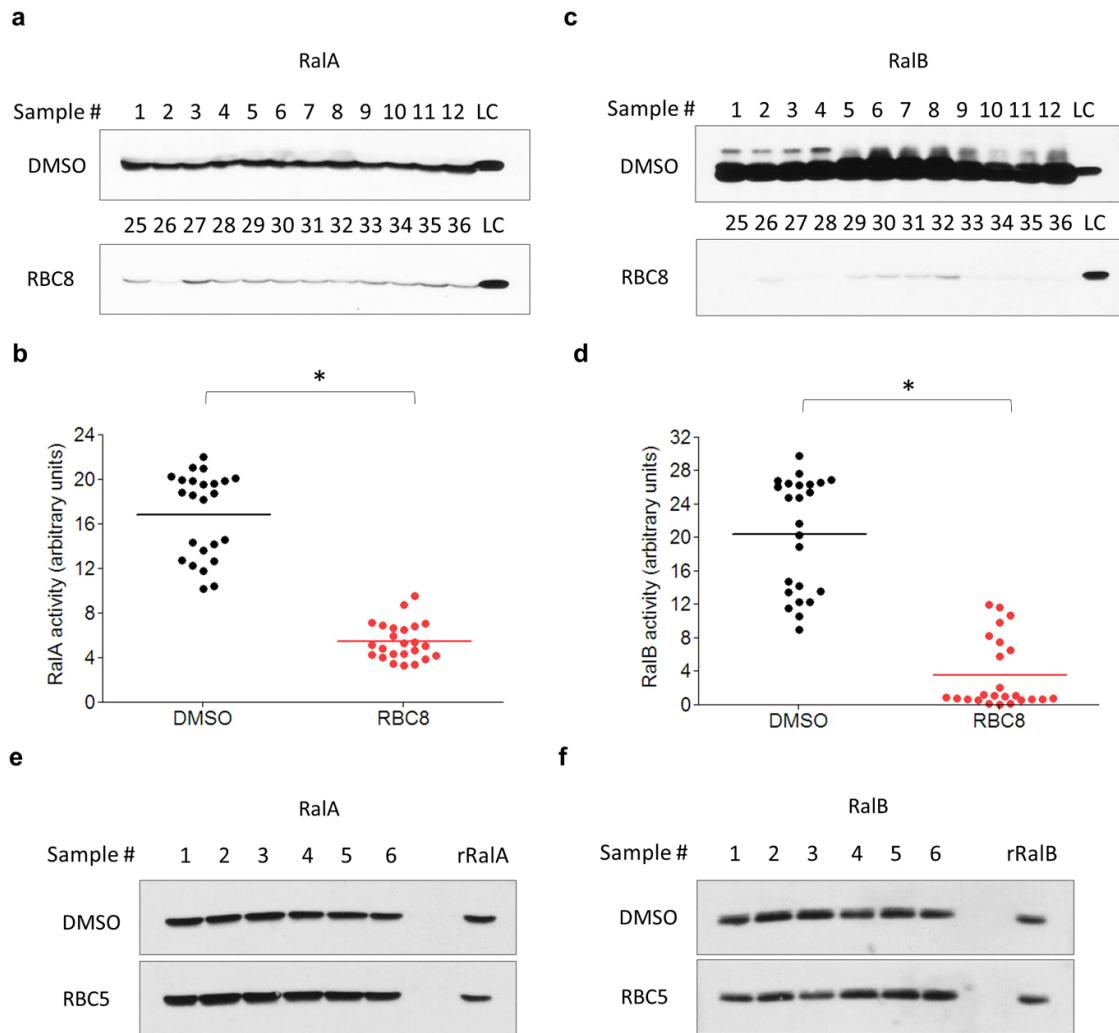 a
RalA
Sample # 1 2 3 4 5 6 7 8 9 10 11 12 LC
DMSO
25 26 27 28 29 30 31 32 33 34 35 36 LC
RBC8
c
RalB
Sample # 1 2 3 4 5 6 7 8 9 10 11 12 LC
DMSO
25 26 27 28 29 30 31 32 33 34 35 36 LC
RBC8
b
*
RalA activity (arbitrary units)
24
20
16
12
8
4
0
DMSO RBC8
d
*
RalB activity (arbitrary units)
32
28
24
20
16
12
8
4
0
DMSO RBC8
e
RalA
Sample # 1 2 3 4 5 6 rRalA
DMSO
RBC5
f
RalB
Sample # 1 2 3 4 5 6 rRalB
DMSO
RBC5